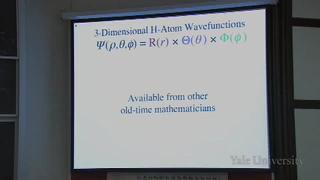 3-Dimensional H-Atom Wavefunctions
Ψ(ρ,θ,ϕ) = R(r) × Θ(θ) × Φ(ϕ)
Available from other
old-time mathematicians
Yale University